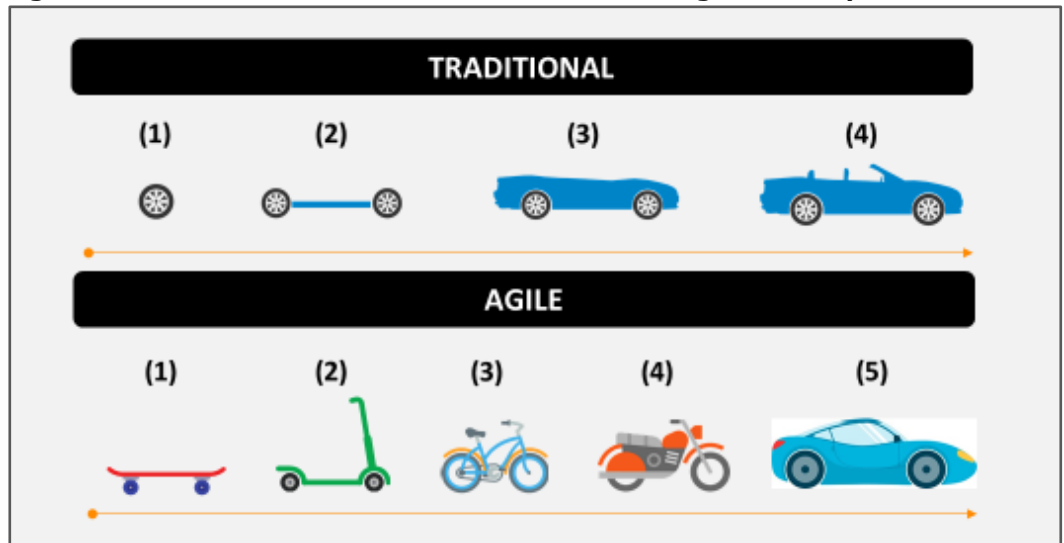 TRADITIONAL
(1) (2) (3) (4)
AGILE
(1) (2) (3) (4) (5)